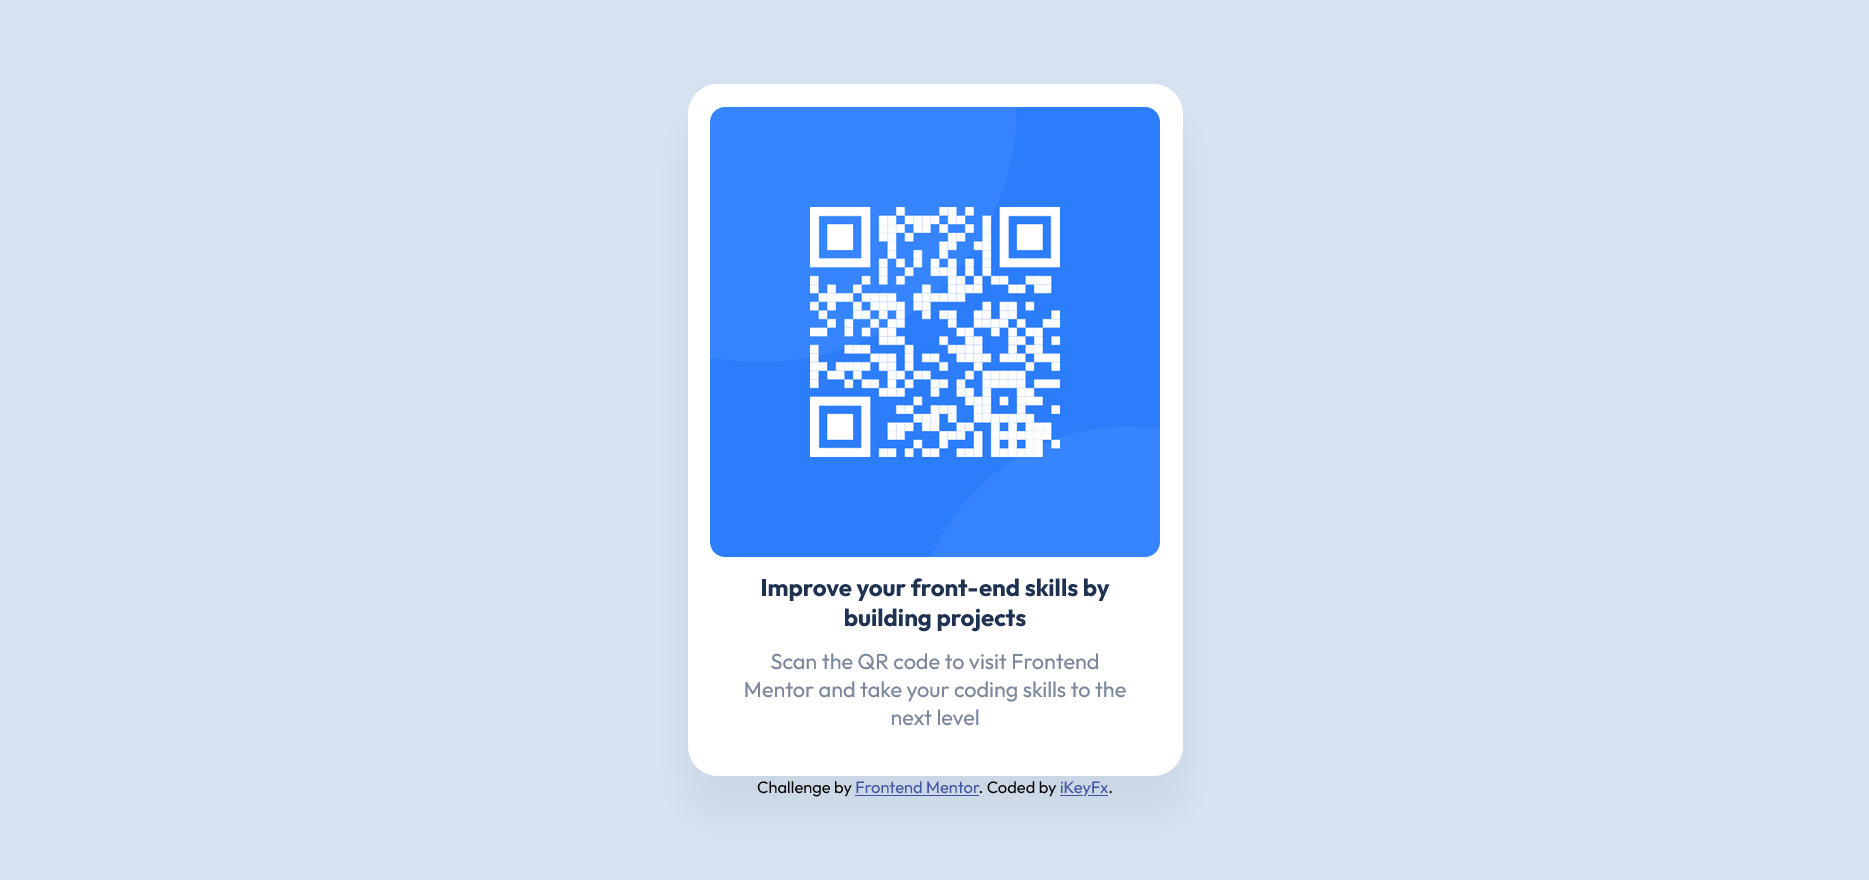 Improve your front-end skills by
building projects
Scan the QR code to visit Frontend
Mentor and take your coding skills to the
next level
Challenge by Frontend Mentor. Coded by iKeyFx.